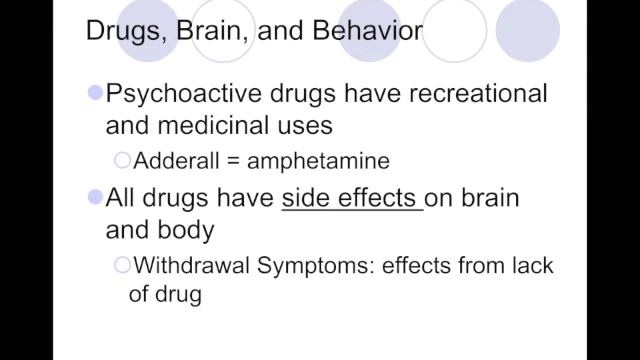 Drugs, Brain, and Behavior
Psychoactive drugs have recreational
and medicinal uses
Adderall = amphetamine
All drugs have side effects on brain
and body
Withdrawal Symptoms: effects from lack
of drug